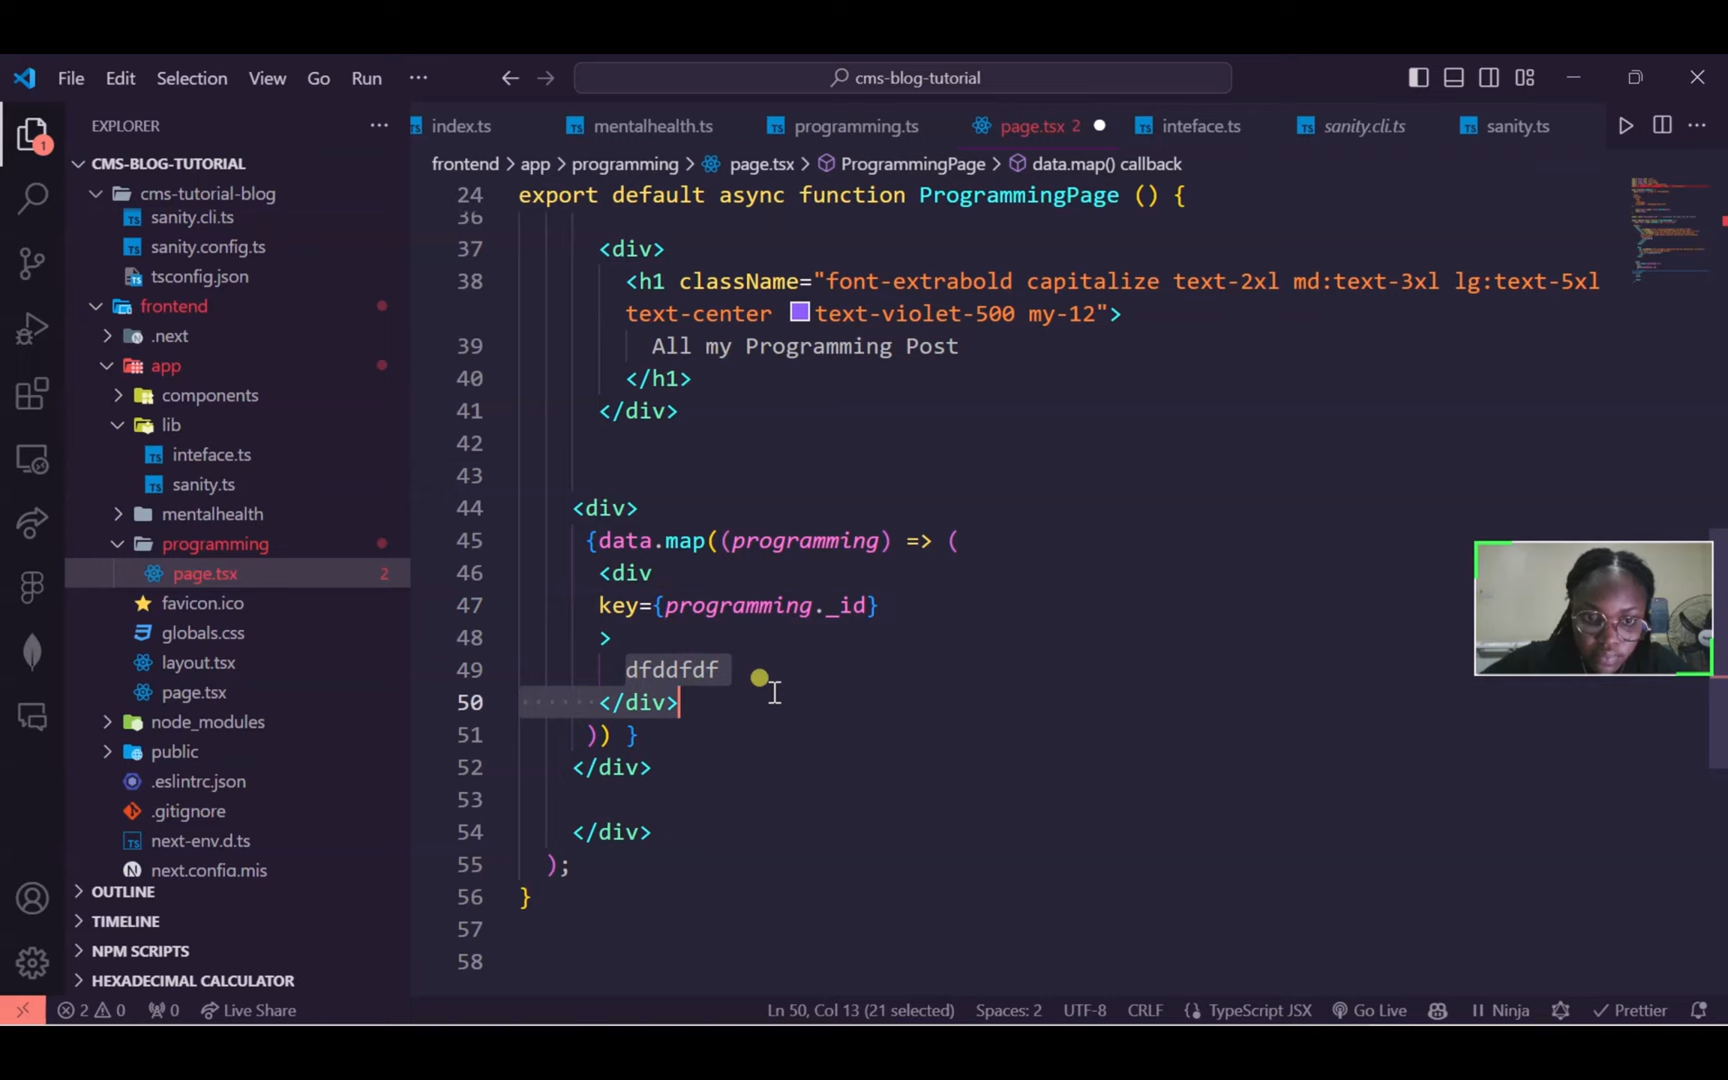 File Edit Selection View Go Run ··· cms-blog-tutorial
EXPLORER ···
index.ts mentalhealth.ts programming.ts page.tsx 2 inteface.ts sanity.cli.ts sanity.ts ···
CMS-BLOG-TUTORIAL
frontend > app > programming > page.tsx > ProgrammingPage > data.map() callback
cms-tutorial-blog
sanity.cli.ts
sanity.config.ts
tsconfig.json
frontend
.next
app
components
lib
inteface.ts
sanity.ts
mentalhealth
programming
page.tsx 2
favicon.ico
globals.css
layout.tsx
page.tsx
node_modules
public
.eslintrc.json
.gitignore
next-env.d.ts
next.config.mjs
OUTLINE
TIMELINE
NPM SCRIPTS
HEXADECIMAL CALCULATOR
1
24 export default async function ProgrammingPage () {
36
37 <div>
38 <h1 className="font-extrabold capitalize text-2xl md:text-3xl lg:text-5xl
text-center text-violet-500 my-12">
39 All my Programming Post
40 </h1>
41 </div>
42
43
44 <div>
45 {data.map((programming) => (
46 <div
47 key={programming._id}
48 >
49 dfddfdf
50 </div>
51 )) }
52 </div>
53
54 </div>
55 );
56 }
57
58
2 0 0 Live Share Ln 50, Col 13 (21 selected) Spaces: 2 UTF-8 CRLF {} TypeScript JSX Go Live Ninja Prettier